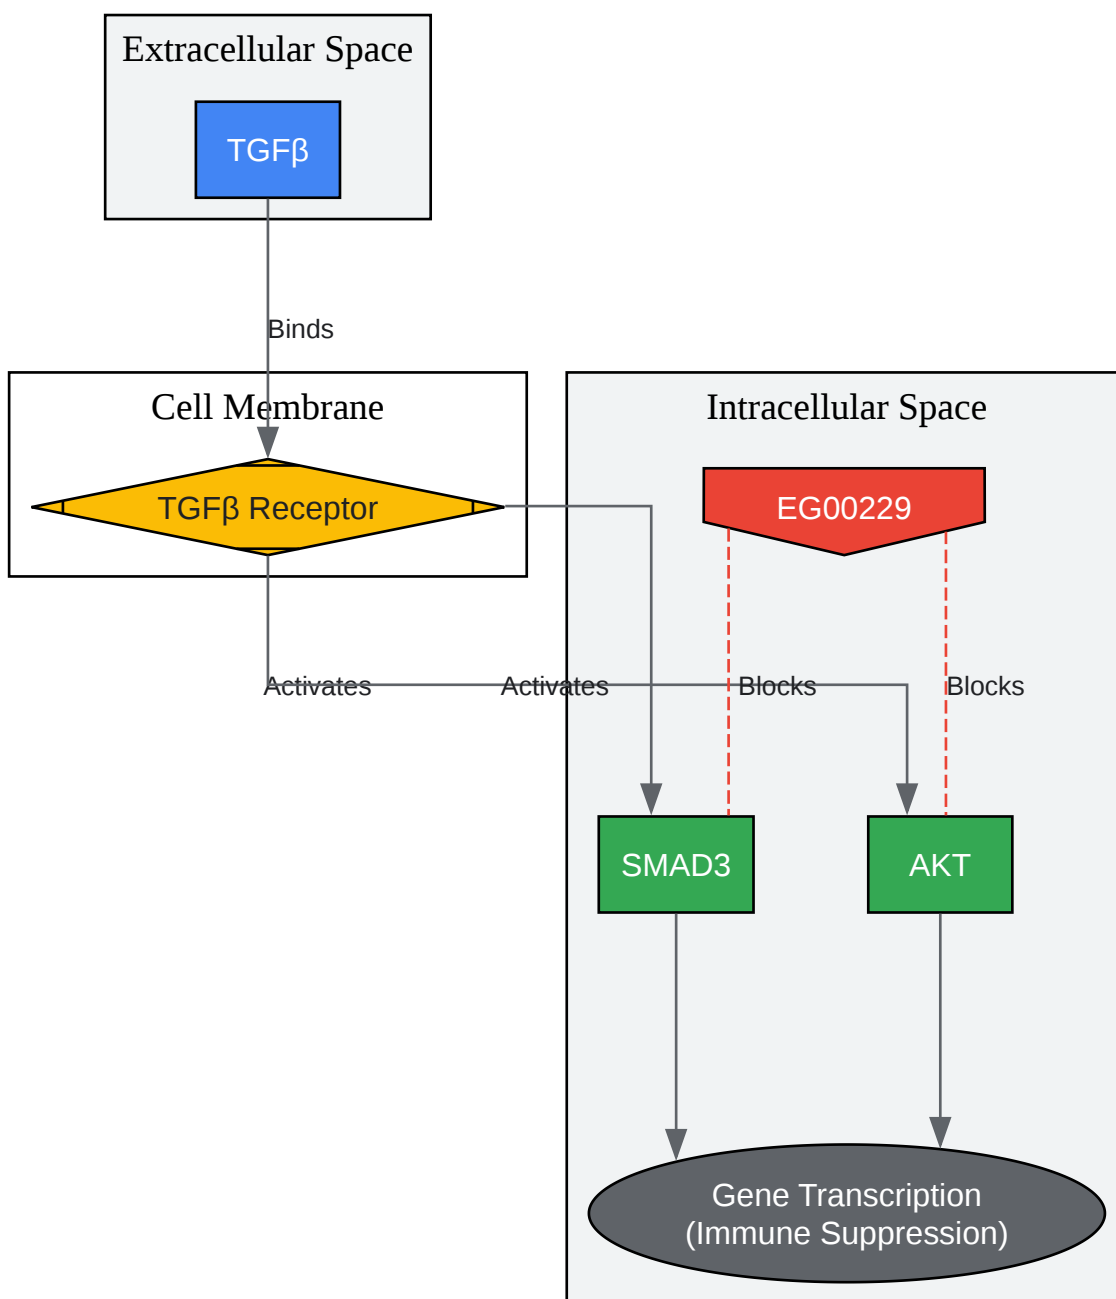 Extracellular Space
TGFβ
Binds
Cell Membrane
TGFβ Receptor
Intracellular Space
EG00229
Activates
Activates
Blocks
Blocks
SMAD3
AKT
Gene Transcription
(Immune Suppression)